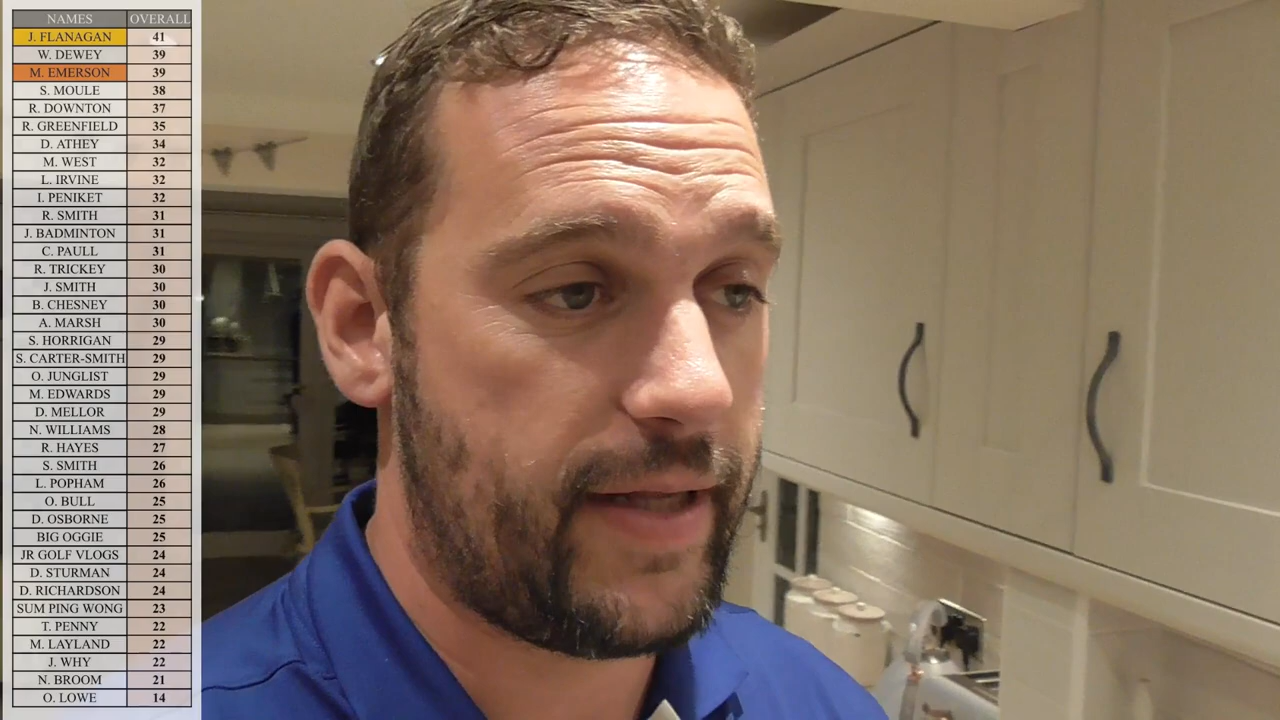 NAMES OVERALL
J. FLANAGAN 41
W. DEWEY 39
M. EMERSON 39
S. MOULE 38
R. DOWNTON 37
R. GREENFIELD 35
D. ATHEY 34
M. WEST 32
L. IRVINE 32
I. PENIKET 32
R. SMITH 31
J. BADMINTON 31
C. PAULL 31
R. TRICKEY 30
J. SMITH 30
B. CHESNEY 30
A. MARSH 30
S. HORRIGAN 29
S. CARTER-SMITH 29
O. JUNGLIST 29
M. EDWARDS 29
D. MELLOR 29
N. WILLIAMS 28
R. HAYES 27
S. SMITH 26
L. POPHAM 26
O. BULL 25
D. OSBORNE 25
BIG OGGIE 25
JR GOLF VLOGS 24
D. STURMAN 24
D. RICHARDSON 24
SUM PING WONG 23
T. PENNY 22
M. LAYLAND 22
J. WHY 22
N. BROOM 21
O. LOWE 14